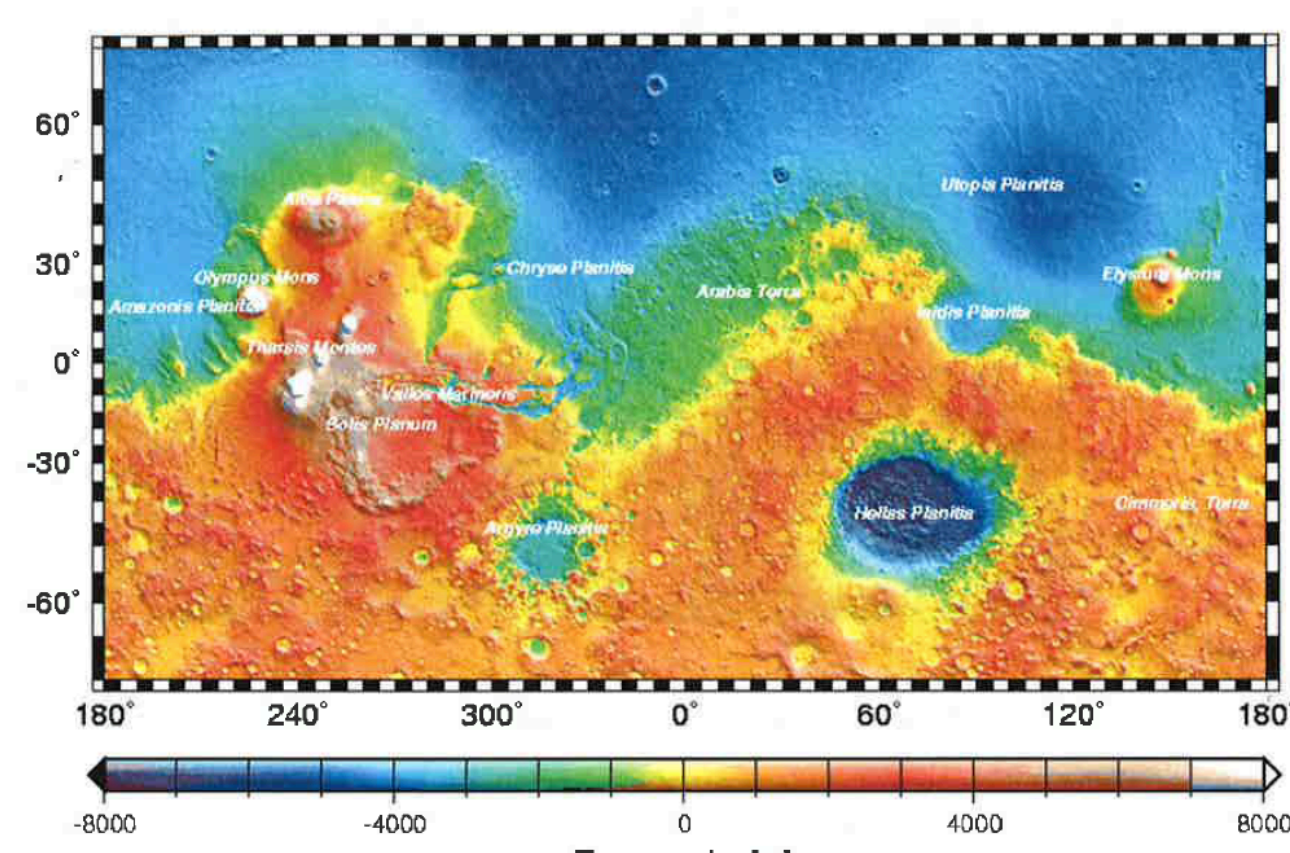 60°
30°
0°
-30°
-60°
Utopia Planitia
Alba Patera
Chryse Planitia
Elysium Mons
Olympus Mons
Arabia Terra
Amazonis Planitia
Isidis Planitia
Tharsis Montes
Valles Marineris
Solis Planum
Cimmeria, Terra
Hellas Planitia
Argyre Planitia
180° 240° 300° 0° 60° 120° 180°
-8000 -4000 0 4000 8000